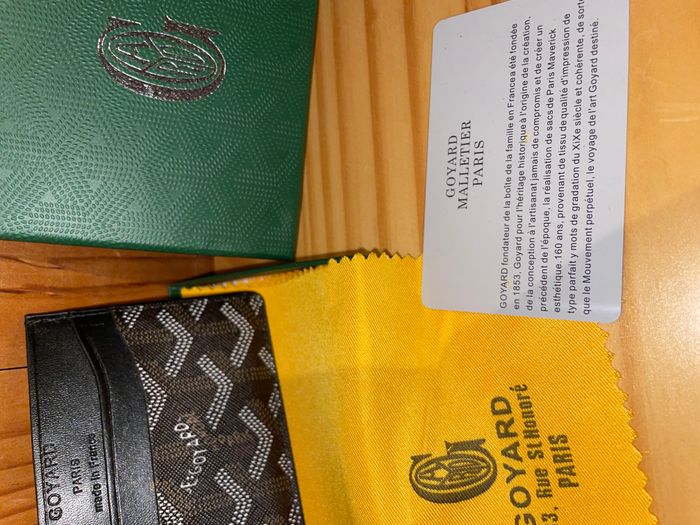 GOYARD
MALLETIER
PARIS
GOYARD fondateur de la boîte de la famille en Francea été fondée
en 1853, Goyard pour l'héritage historique à l'origine de la création,
de la conception à l'artisanat jamais de compromis et de créer un
précédent de l'époque, la réalisation de sacs de Paris Maverick
esthétique.160 ans, provenant de tissu dequalité d'impression de
type parfait y mots de gradation du XIXe siècle et cohérente, de sorte
que le Mouvement perpétuel, le voyage de l'art Goyard destiné.
GOYARD
PARIS
made in France
GOYARD
3, Rue St Honoré
PARIS